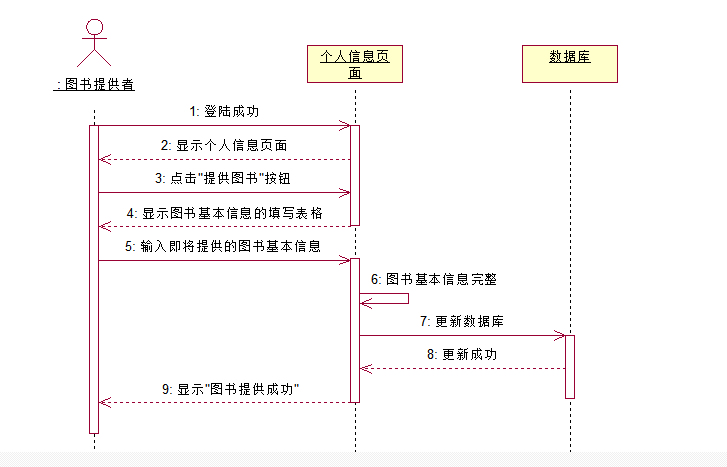 个人信息页
面
数据库
: 图书提供者
1: 登陆成功
2: 显示个人信息页面
3: 点击"提供图书"按钮
4: 显示图书基本信息的填写表格
5: 输入即将提供的图书基本信息
6: 图书基本信息完整
7: 更新数据库
8: 更新成功
9: 显示"图书提供成功"